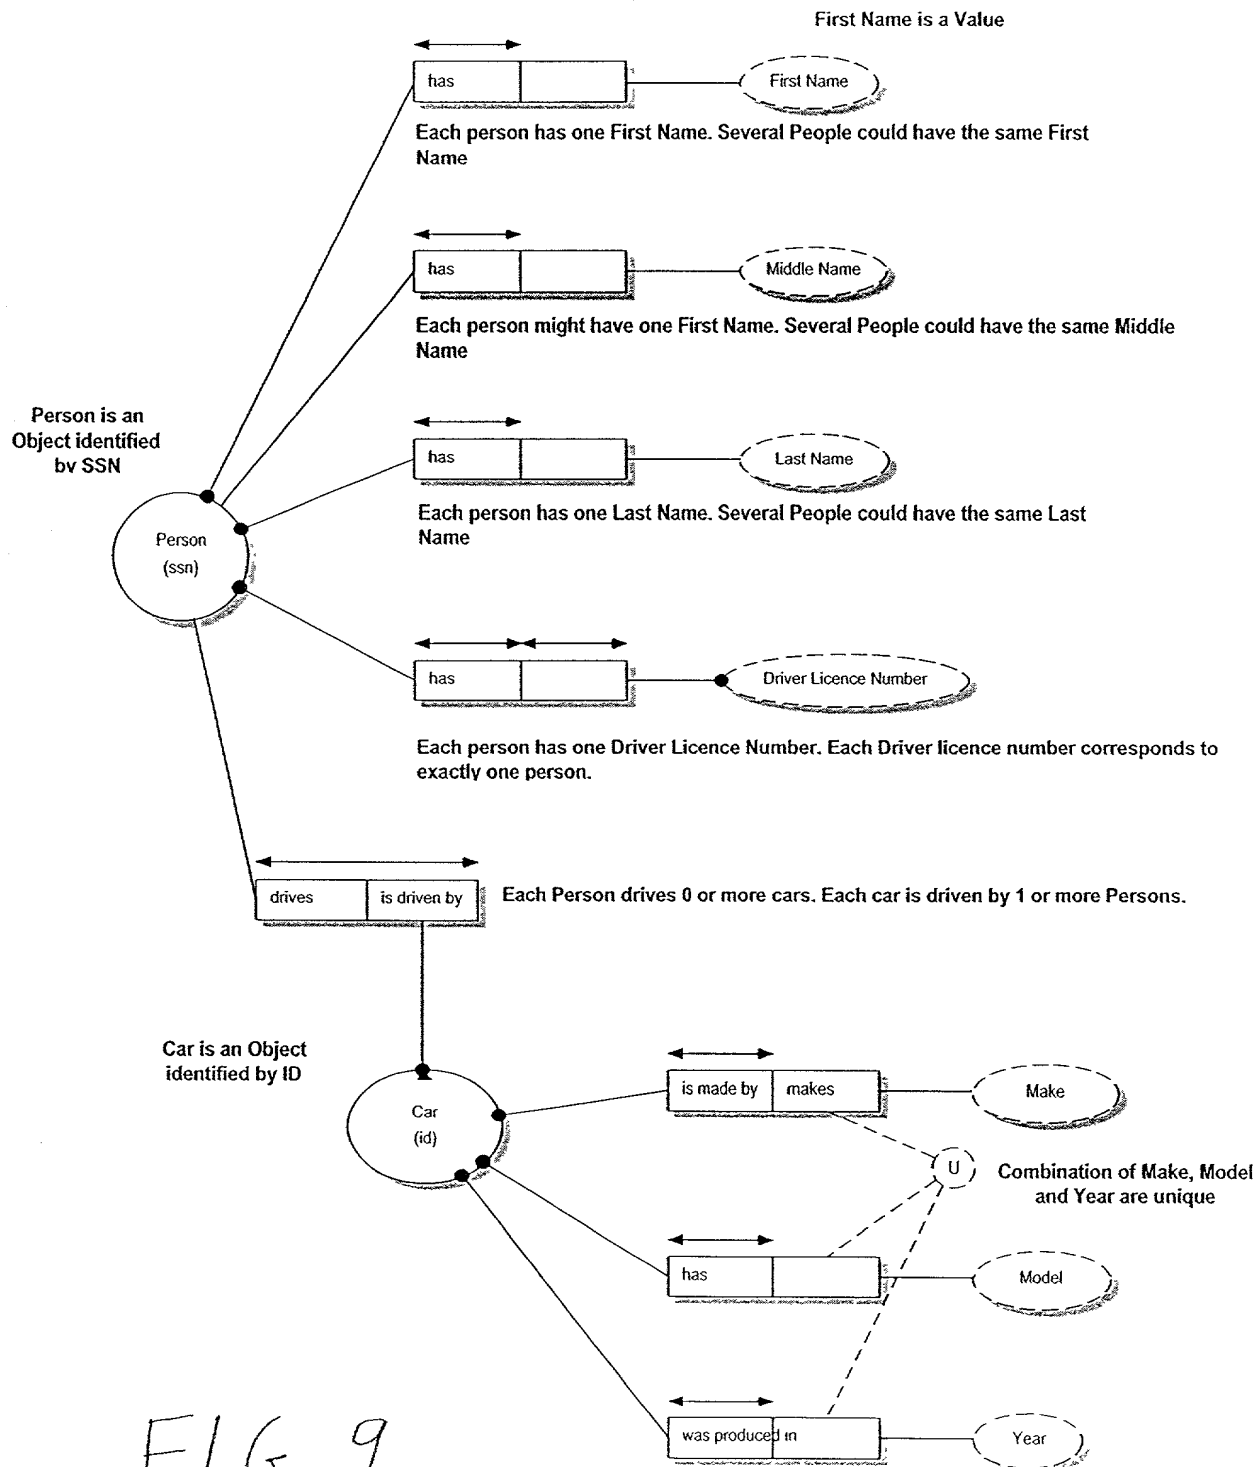 First Name is a Value
has
First Name
Each person has one First Name. Several People could have the same First
Name
has
Middle Name
Each person might have one First Name. Several People could have the same Middle
Name
Person is an
Object identified
by SSN
has
Last Name
Each person has one Last Name. Several People could have the same Last
Name
Person
(ssn)
has
Driver Licence Number
Each person has one Driver Licence Number. Each Driver licence number corresponds to
exactly one person.
drives
is driven by
Each Person drives 0 or more cars. Each car is driven by 1 or more Persons.
Car is an Object
identified by ID
Car
(id)
is made by
makes
Make
U
Combination of Make, Model
and Year are unique
has
Model
was produced in
Year
FIG 9